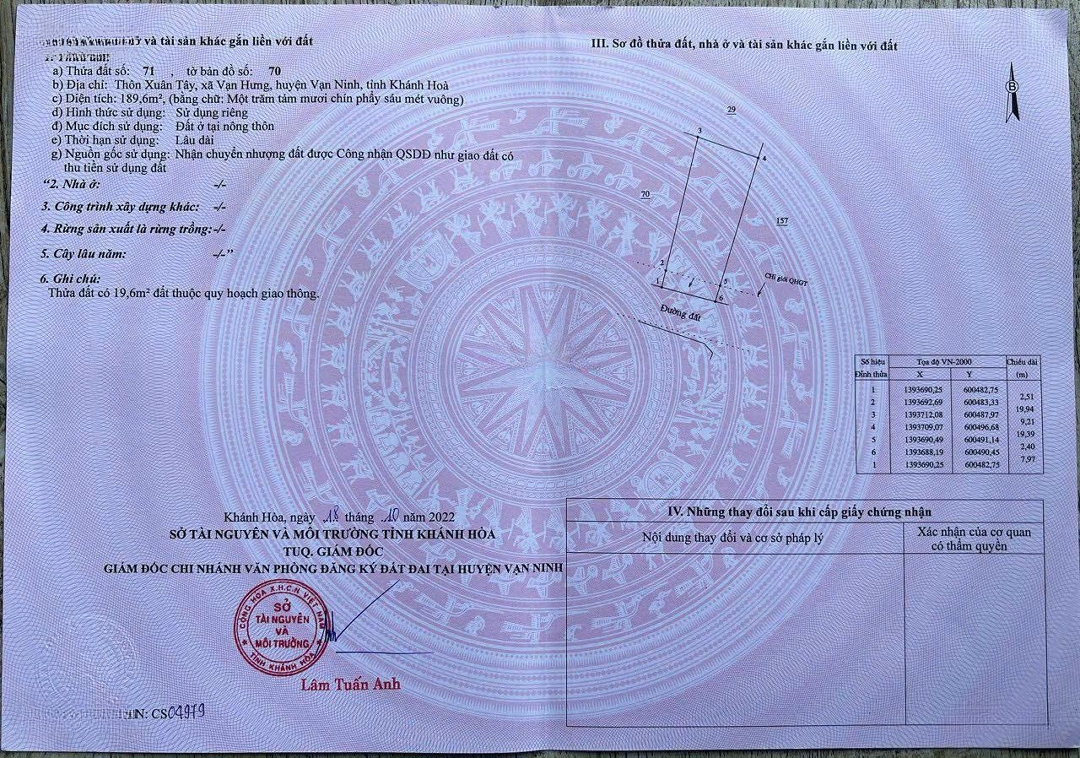 và tài sản khác gắn liền với đất
a) Thửa đất số: 71 , tờ bản đồ số: 70
b) Địa chỉ: Thôn Xuân Tây, xã Vạn Hưng, huyện Vạn Ninh, tỉnh Khánh Hoà
c) Diện tích: 189,6m², (bằng chữ: Một trăm tám mươi chín phẩy sáu mét vuông)
d) Hình thức sử dụng: Sử dụng riêng
đ) Mục đích sử dụng: Đất ở tại nông thôn
e) Thời hạn sử dụng: Lâu dài
g) Nguồn gốc sử dụng: Nhận chuyển nhượng đất được Công nhận QSDĐ như giao đất có
thu tiền sử dụng đất
“2. Nhà ở: -/-
3. Công trình xây dựng khác: -/-
4. Rừng sản xuất là rừng trồng: -/-
5. Cây lâu năm: -/-”
6. Ghi chú:
Thửa đất có 19,6m² đất thuộc quy hoạch giao thông.
Khánh Hòa, ngày 18 tháng 10 năm 2022
SỞ TÀI NGUYÊN VÀ MÔI TRƯỜNG TỈNH KHÁNH HÒA
TUQ. GIÁM ĐỐC
GIÁM ĐỐC CHI NHÁNH VĂN PHÒNG ĐĂNG KÝ ĐẤT ĐAI TẠI HUYỆN VẠN NINH
CỘNG HÒA X.H.C.N VIỆT NAM
SỞ
TÀI NGUYÊN
VÀ
MÔI TRƯỜNG
TỈNH KHÁNH HÒA
Lâm Tuấn Anh
CS04979
III. Sơ đồ thửa đất, nhà ở và tài sản khác gắn liền với đất
B
29
3
4
70
157
2
5
1
6
Chỉ giới QHGT
Đường đất
Số hiệu Đỉnh thửa Tọa độ VN-2000 Chiều dài (m)
X Y
1 1393690,25 600482,75
2,51
2 1393692,69 600483,33
19,94
3 1393712,08 600487,97
9,21
4 1393709,07 600496,68
19,39
5 1393690,49 600491,14
2,40
6 1393688,19 600490,45
7,97
1 1393690,25 600482,75
IV. Những thay đổi sau khi cấp giấy chứng nhận
Nội dung thay đổi và cơ sở pháp lý
Xác nhận của cơ quan
có thẩm quyền